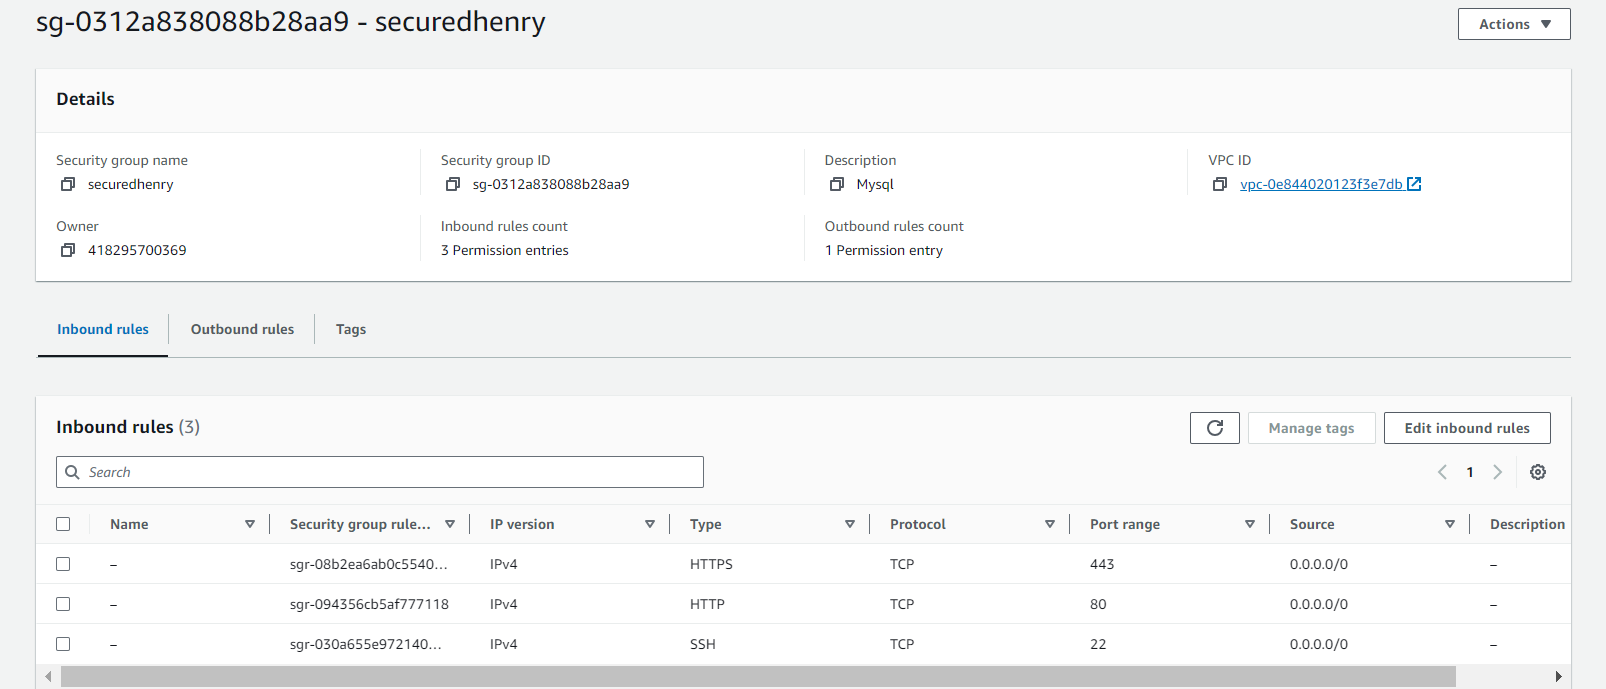 sg-0312a838088b28aa9 - securedhenry
Actions
Details
Security group name
securedhenry
Security group ID
sg-0312a838088b28aa9
Description
Mysql
VPC ID
vpc-0e844020123f3e7db
Owner
418295700369
Inbound rules count
3 Permission entries
Outbound rules count
1 Permission entry
Inbound rules Outbound rules Tags
Inbound rules (3)
Manage tags Edit inbound rules
Search
1
Name Security group rule... IP version Type Protocol Port range Source Description
– sgr-08b2ea6ab0c5540... IPv4 HTTPS TCP 443 0.0.0.0/0 –
– sgr-094356cb5af777118 IPv4 HTTP TCP 80 0.0.0.0/0 –
– sgr-030a655e972140... IPv4 SSH TCP 22 0.0.0.0/0 –